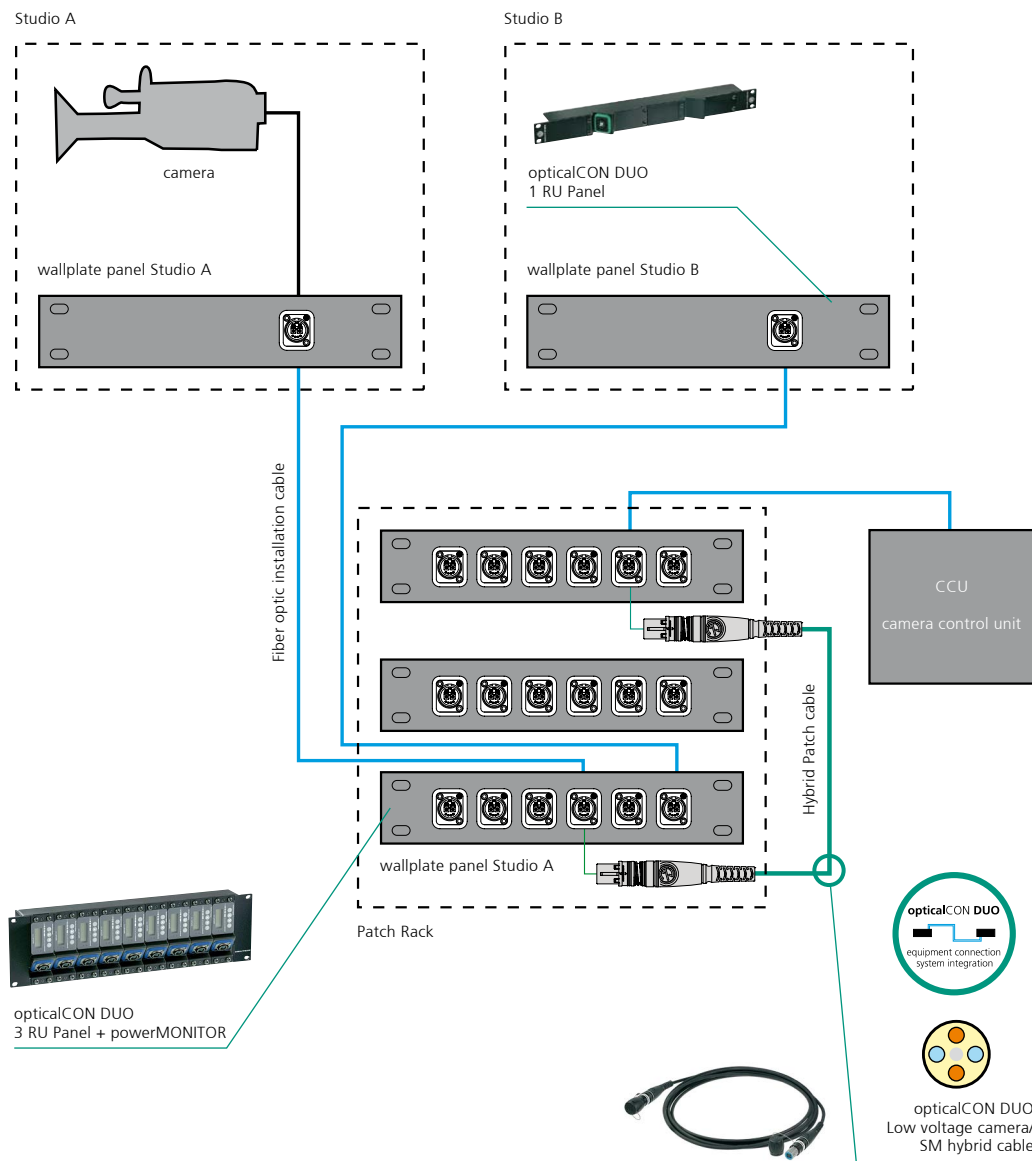 Studio A
Studio B
camera
opticalCON DUO
1 RU Panel
wallplate panel Studio A
wallplate panel Studio B
Fiber optic installation cable
CCU
camera control unit
Hybrid Patch cable
wallplate panel Studio A
Patch Rack
opticalCON DUO
equipment connection
system integration
opticalCON DUO
3 RU Panel + powerMONITOR
opticalCON DUO
Low voltage camera/
SM hybrid cable